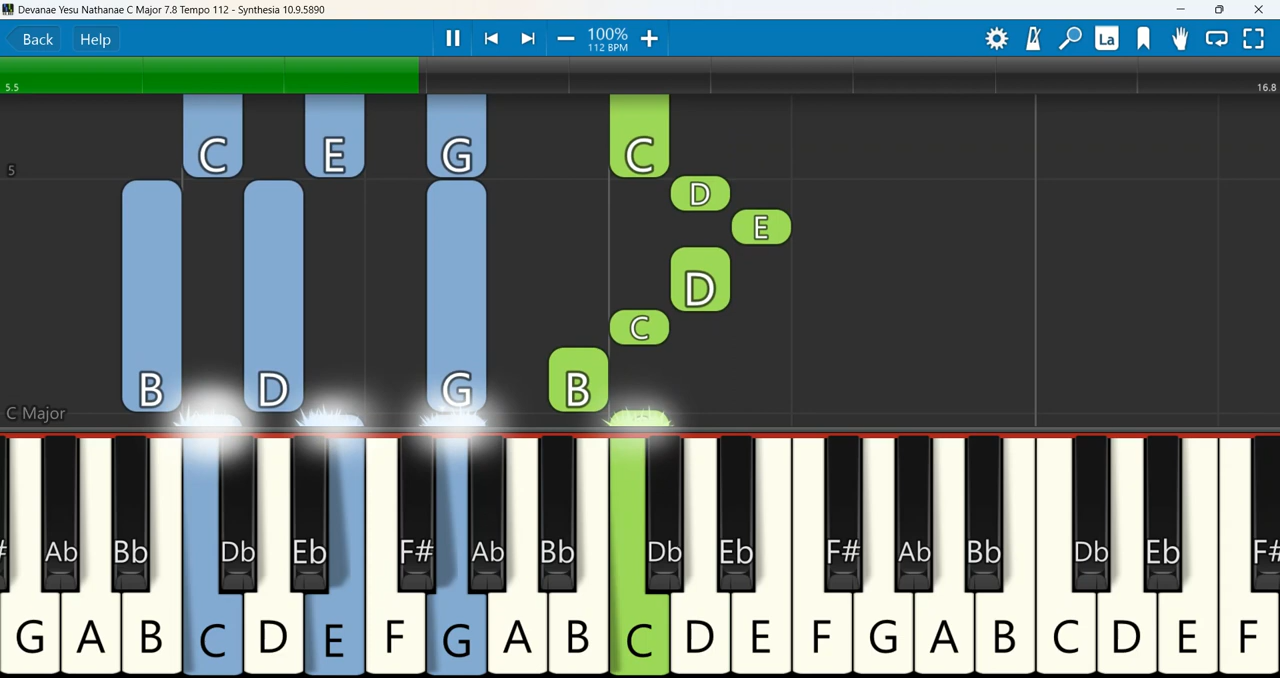 Devanae Yesu Nathanae C Major 7.8 Tempo 112 - Synthesia 10.9.5890
Back Help 100% La
112 BPM
5.5 16.8
C E G C
5 D
E
D
C
B D G B
C Major
Ab Bb Db Eb F# Ab Bb Db Eb F# Ab Bb Db Eb F#
G A B C D E F G A B C D E F G A B C D E F